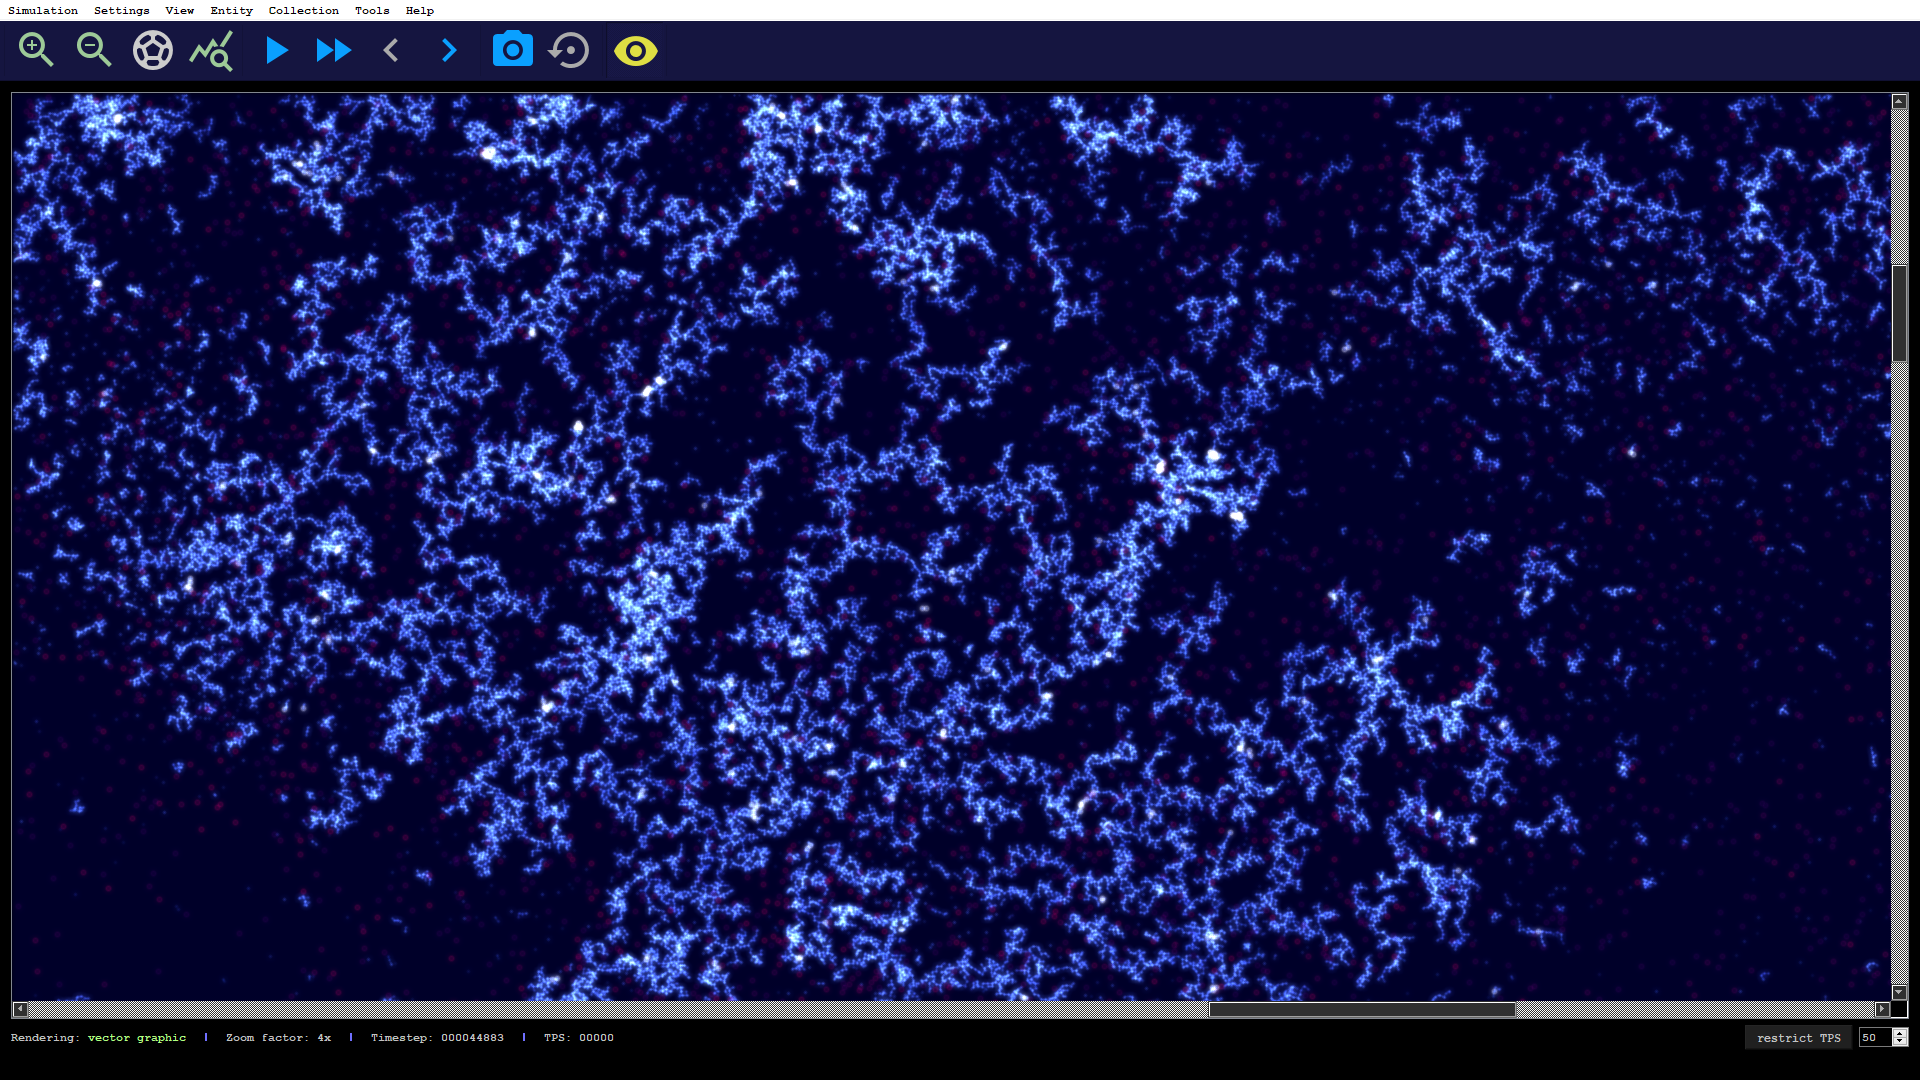 Simulation Settings View Entity Collection Tools Help
Rendering: vector graphic | Zoom factor: 4x | Timestep: 000044883 | TPS: 00000 restrict TPS 50